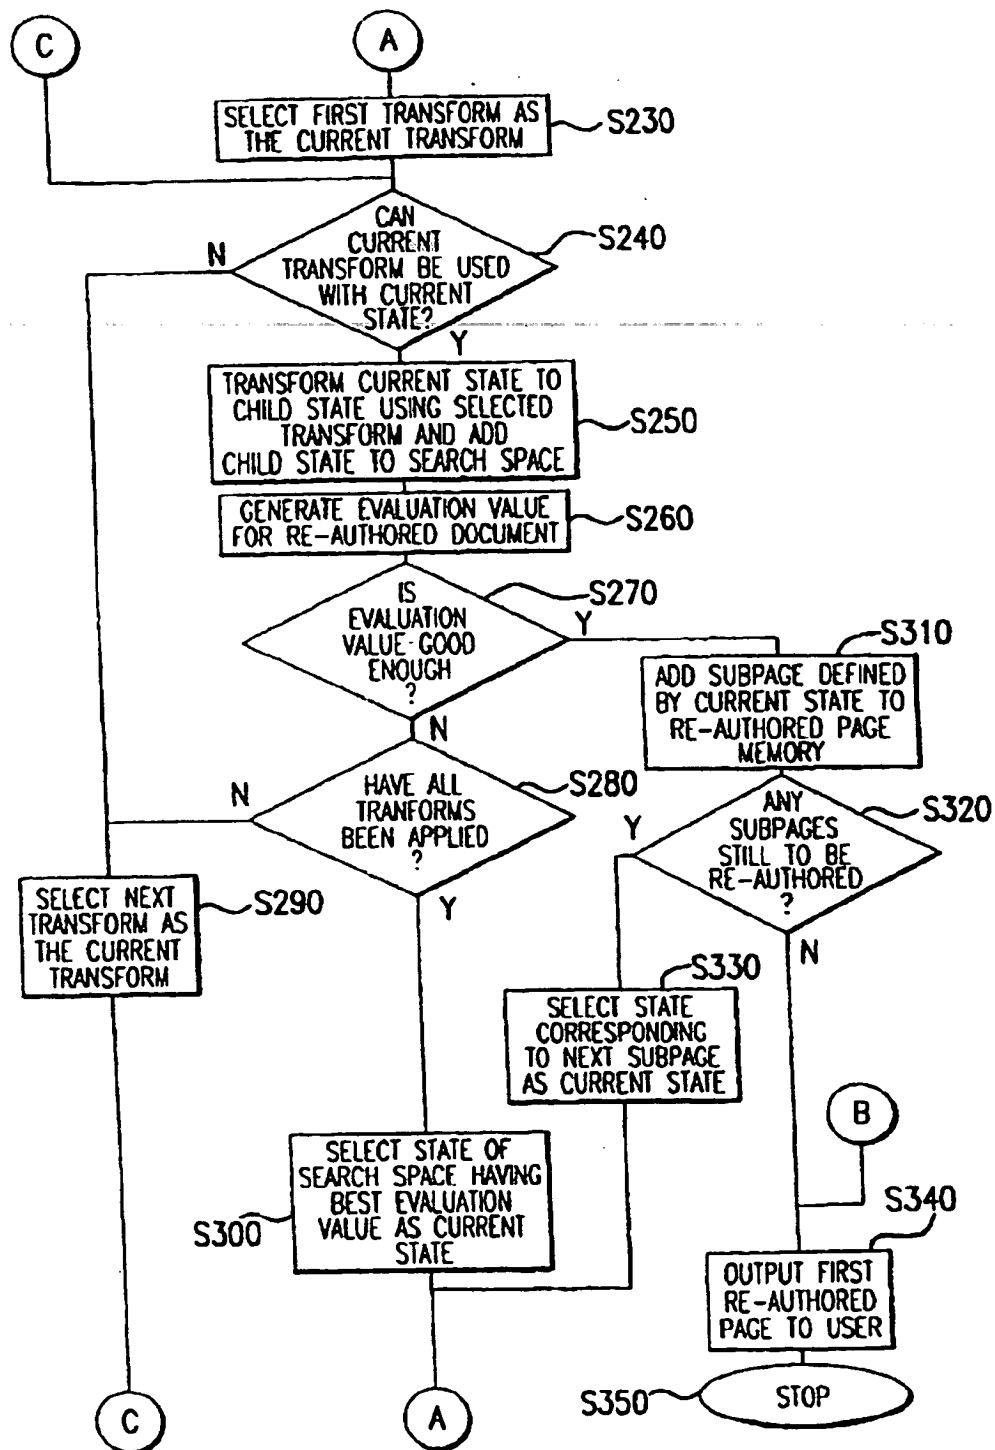 C
A
SELECT FIRST TRANSFORM AS
THE CURRENT TRANSFORM
S230
CAN
CURRENT
TRANSFORM BE USED
WITH CURRENT
STATE?
S240
N
Y
TRANSFORM CURRENT STATE TO
CHILD STATE USING SELECTED
TRANSFORM AND ADD
CHILD STATE TO SEARCH SPACE
S250
GENERATE EVALUATION VALUE
FOR RE-AUTHORED DOCUMENT
S260
IS
EVALUATION
VALUE GOOD
ENOUGH
?
S270
Y
N
S310
ADD SUBPAGE DEFINED
BY CURRENT STATE TO
RE-AUTHORED PAGE
MEMORY
HAVE ALL
TRANFORMS
BEEN APPLIED
?
S280
N
Y
ANY
SUBPAGES
STILL TO BE
RE-AUTHORED
?
S320
Y
N
SELECT NEXT
TRANSFORM AS
THE CURRENT
TRANSFORM
S290
S330
SELECT STATE
CORRESPONDING
TO NEXT SUBPAGE
AS CURRENT STATE
B
SELECT STATE OF
SEARCH SPACE HAVING
BEST EVALUATION
VALUE AS CURRENT
STATE
S300
S340
OUTPUT FIRST
RE-AUTHORED
PAGE TO USER
S350
STOP
C
A